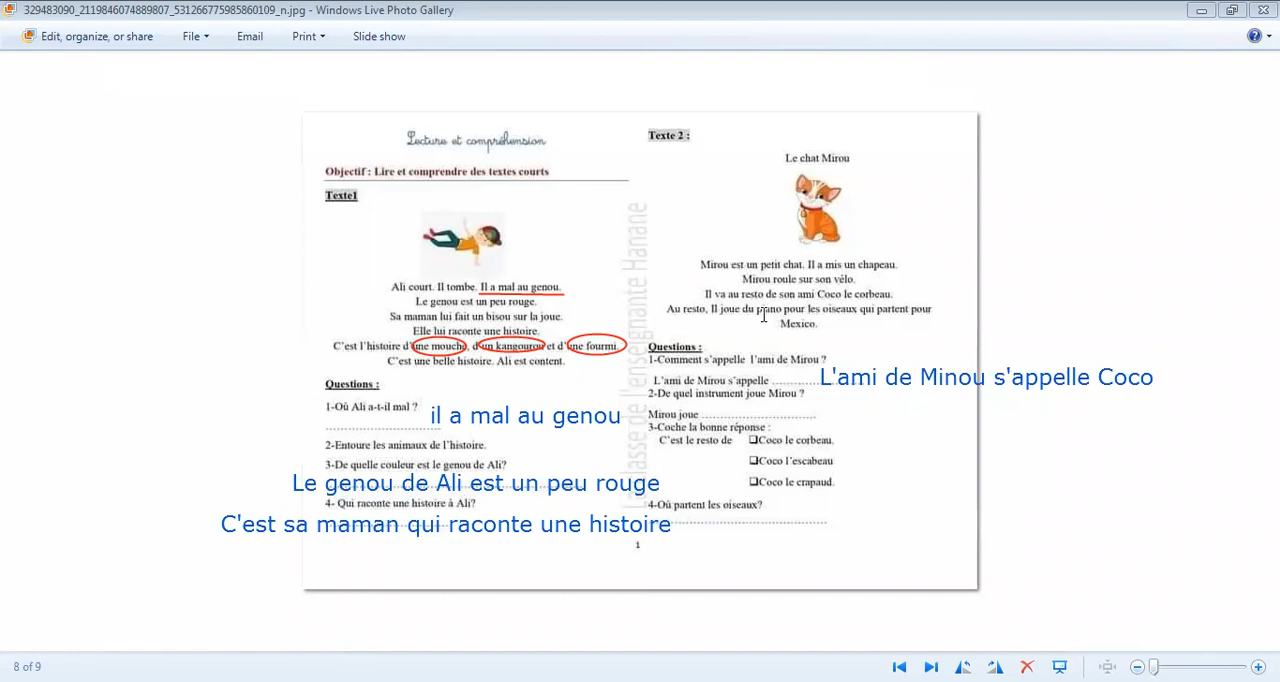 329483090_2119846074889807_531266775985860109_n.jpg - Windows Live Photo Gallery
Edit, organize, or share File Email Print Slide show
Lecture et compréhension
Objectif : Lire et comprendre des textes courts
Texte1
Ali court. Il tombe. Il a mal au genou.
Le genou est un peu rouge.
Sa maman lui fait un bisou sur la joue.
Elle lui raconte une histoire.
C'est l'histoire d'une mouche, d'un kangourou et d'une fourmi.
C'est une belle histoire. Ali est content.
Questions :
1-Où Ali a-t-il mal ?
il a mal au genou
2-Entoure les animaux de l'histoire.
3-De quelle couleur est le genou de Ali?
Le genou de Ali est un peu rouge
4- Qui raconte une histoire à Ali?
C'est sa maman qui raconte une histoire
La classe de l'enseignante Hanane
Texte 2 :
Le chat Mirou
Mirou est un petit chat. Il a mis un chapeau.
Mirou roule sur son vélo.
Il va au resto de son ami Coco le corbeau.
Au resto, Il joue du piano pour les oiseaux qui partent pour
Mexico.
Questions :
1-Comment s'appelle l'ami de Mirou ?
L'ami de Mirou s'appelle ............
L'ami de Minou s'appelle Coco
2-De quel instrument joue Mirou ?
Mirou joue ................................
3-Coche la bonne réponse :
C'est le resto de ❑Coco le corbeau.
❑Coco l'escabeau
❑Coco le crapaud.
4-Où partent les oiseaux?
1
8 of 9